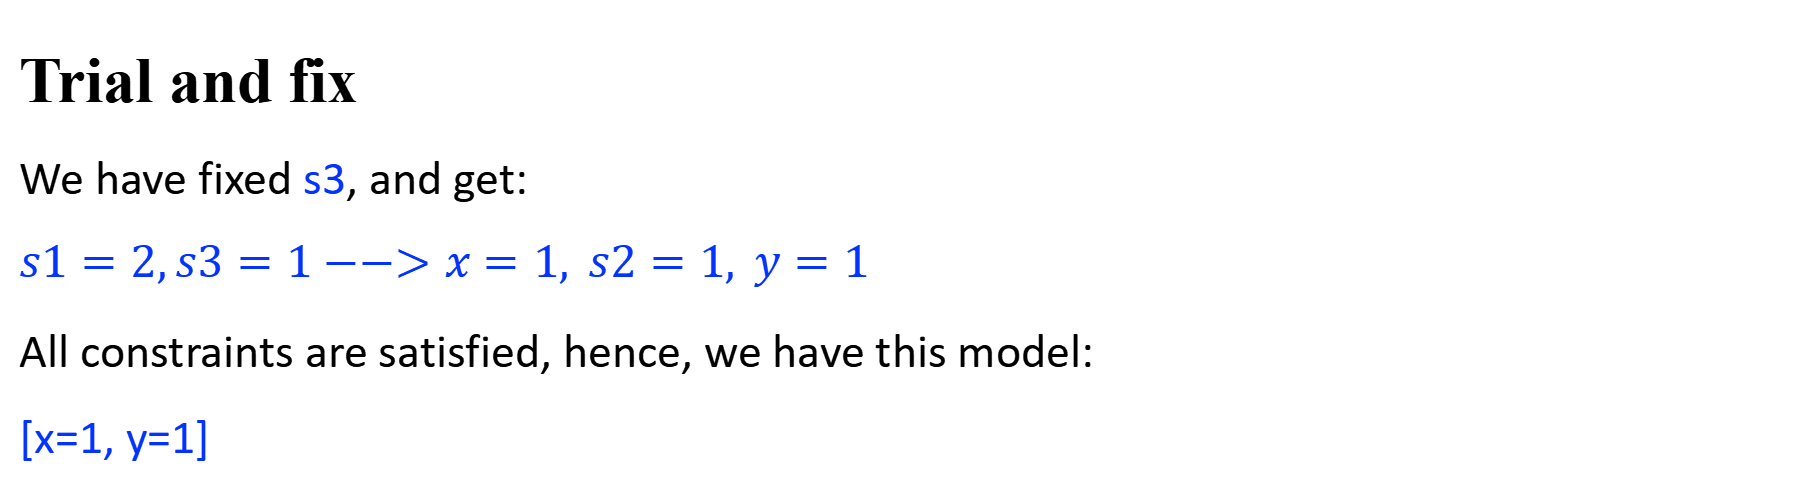 Trial and fix
We have fixed s3, and get:
s1 = 2, s3 = 1 −−> x = 1, s2 = 1, y = 1
All constraints are satisfied, hence, we have this model:
[x=1, y=1]